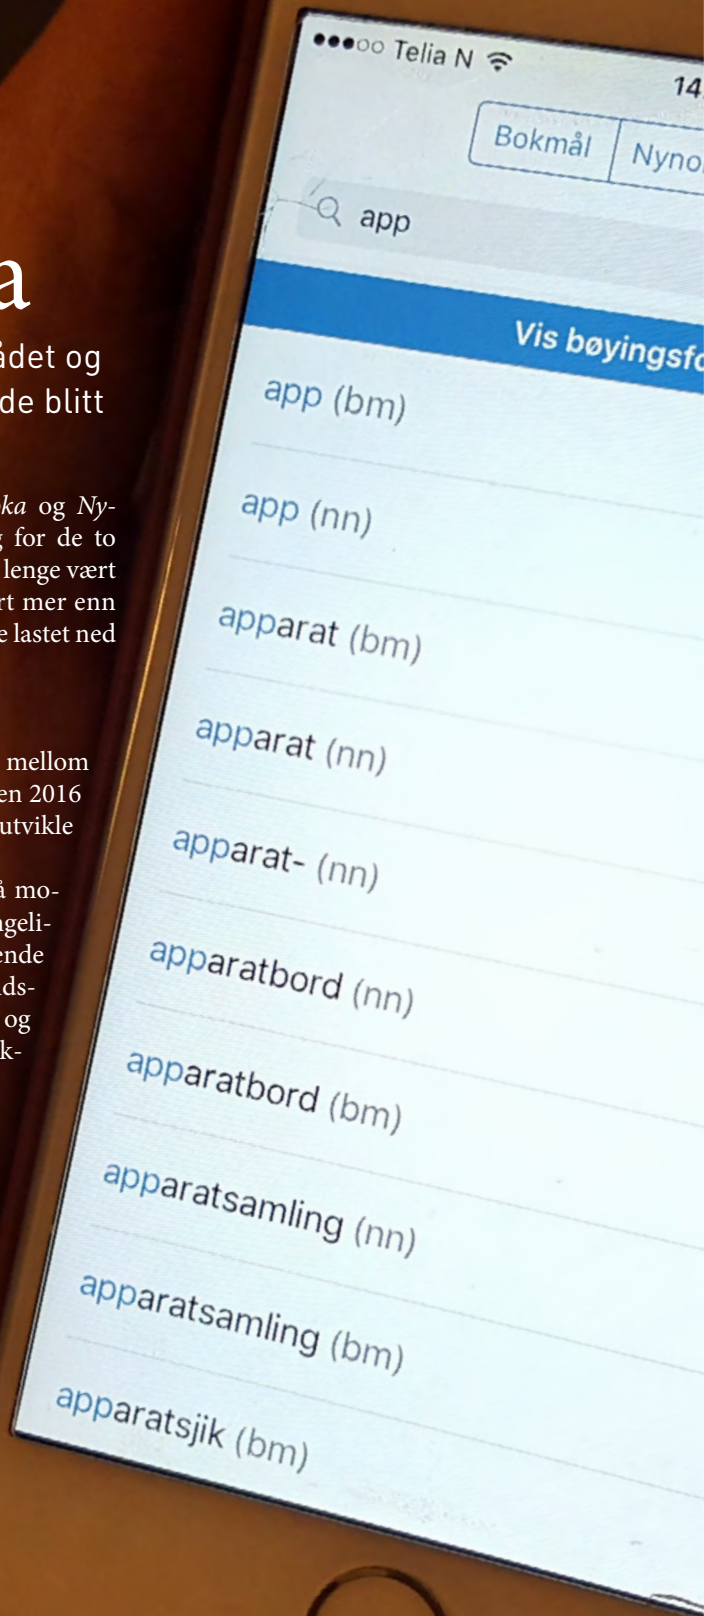 a
ådet og
de blitt
oka og Ny-
g for de to
lenge vært
rt mer enn
e lastet ned
mellom
en 2016
utvikle
å mo-
ngeli-
ende
ds-
og
k-
Telia N
14
Bokmål
Nyno
app
Vis bøyingsfo
app (bm)
app (nn)
apparat (bm)
apparat (nn)
apparat- (nn)
apparatbord (nn)
apparatbord (bm)
apparatsamling (nn)
apparatsamling (bm)
apparatsjik (bm)